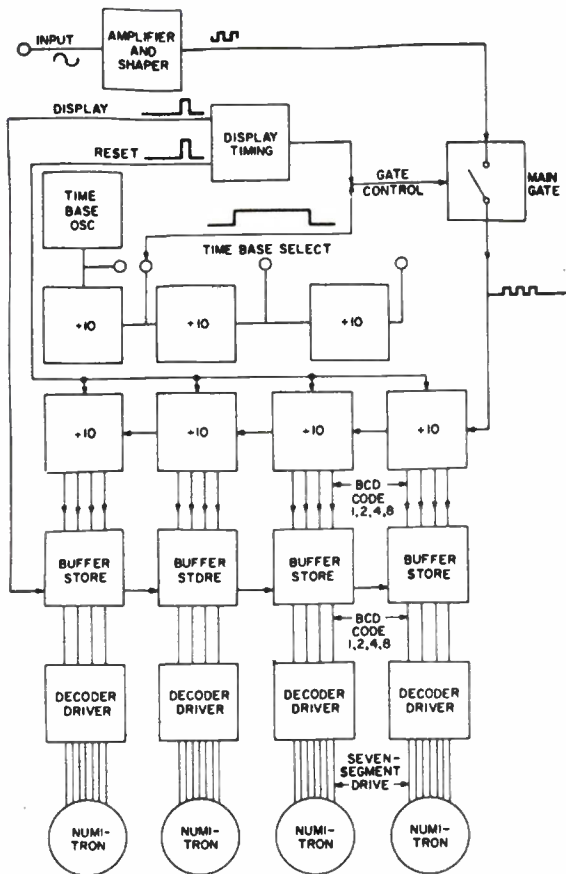 INPUT
AMPLIFIER
AND
SHAPER
DISPLAY
RESET
DISPLAY
TIMING
GATE
CONTROL
MAIN
GATE
TIME
BASE
OSC
TIME BASE SELECT
÷10
÷10
÷10
÷10
÷10
÷10
÷10
BCD
CODE
1,2,4,8
BUFFER
STORE
BUFFER
STORE
BUFFER
STORE
BUFFER
STORE
BCD
CODE
1,2,4,8
DECODER
DRIVER
DECODER
DRIVER
DECODER
DRIVER
DECODER
DRIVER
SEVEN-
SEGMENT
DRIVE
NUMI-
TRON
NUMI-
TRON
NUMI-
TRON
NUMI-
TRON